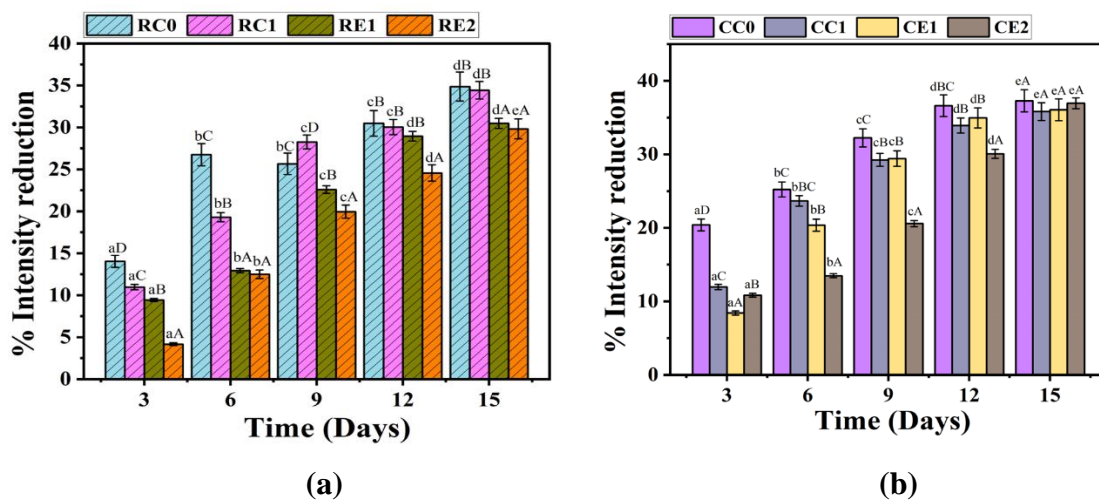 RC0 RC1 RE1 RE2
40
35
30
25
20
15
10
5
0
% Intensity reduction
aD aC aB aA
bC bB bA bA
bC cD cB cA
cB cB dB dA
dB dB dA eA
3 6 9 12 15
Time (Days)
(a)
CC0 CC1 CE1 CE2
40
30
20
10
0
% Intensity reduction
aD aC aA aB
bC bBC bB bA
cC cB cB cA
dBC dB dB dA
eA eA eA eA
3 6 9 12 15
Time (Days)
(b)